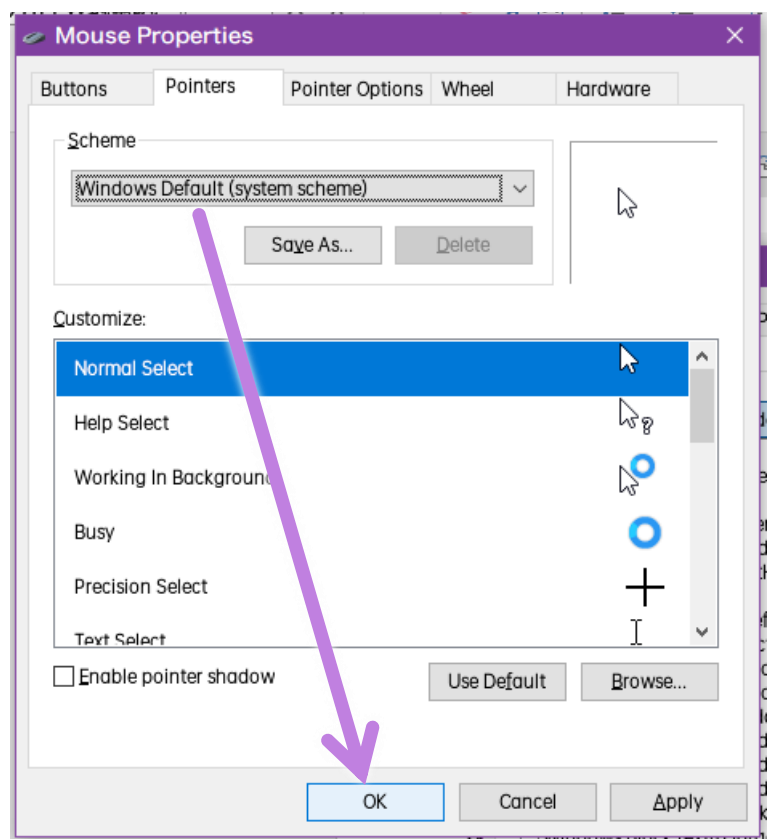 Mouse Properties
Buttons Pointers Pointer Options Wheel Hardware
Scheme
Windows Default (system scheme)
Save As... Delete
Customize:
Normal Select
Help Select
Working In Background
Busy
Precision Select
Text Select
Enable pointer shadow
Use Default Browse...
OK Cancel Apply